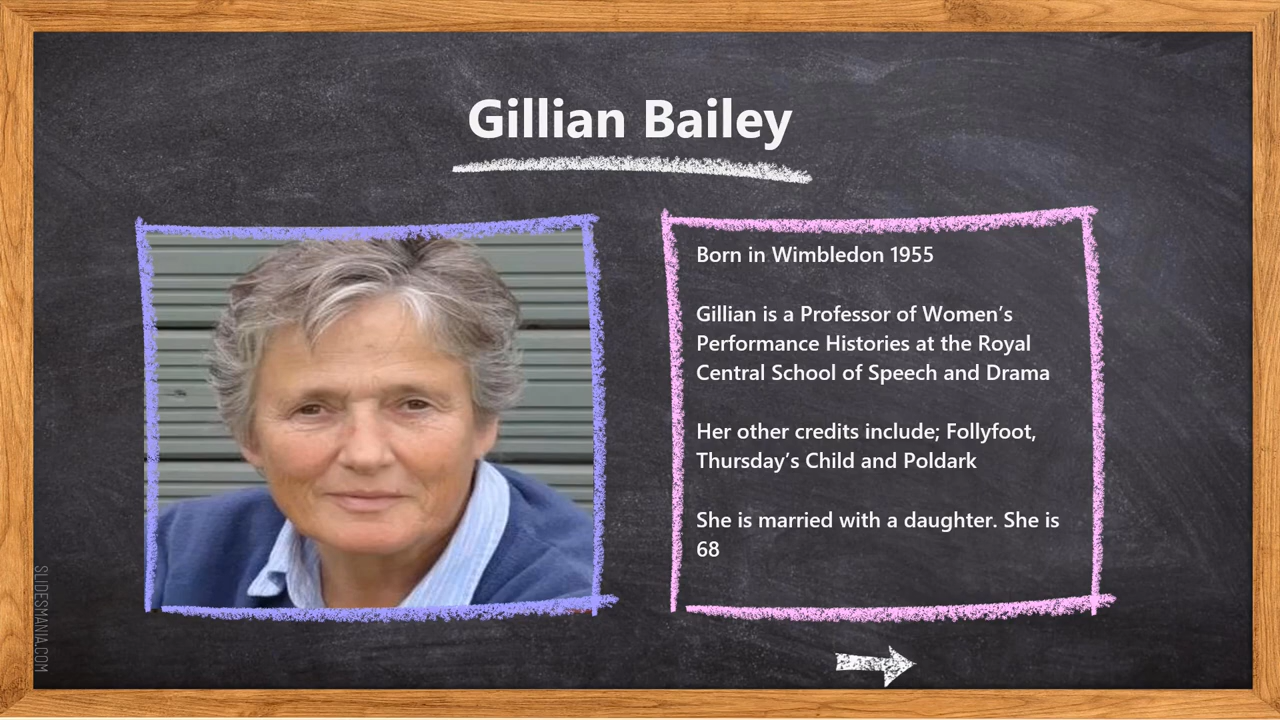 Gillian Bailey
Born in Wimbledon 1955
Gillian is a Professor of Women’s
Performance Histories at the Royal
Central School of Speech and Drama
Her other credits include; Follyfoot,
Thursday’s Child and Poldark
She is married with a daughter. She is
68
SLIDESMANIA.COM